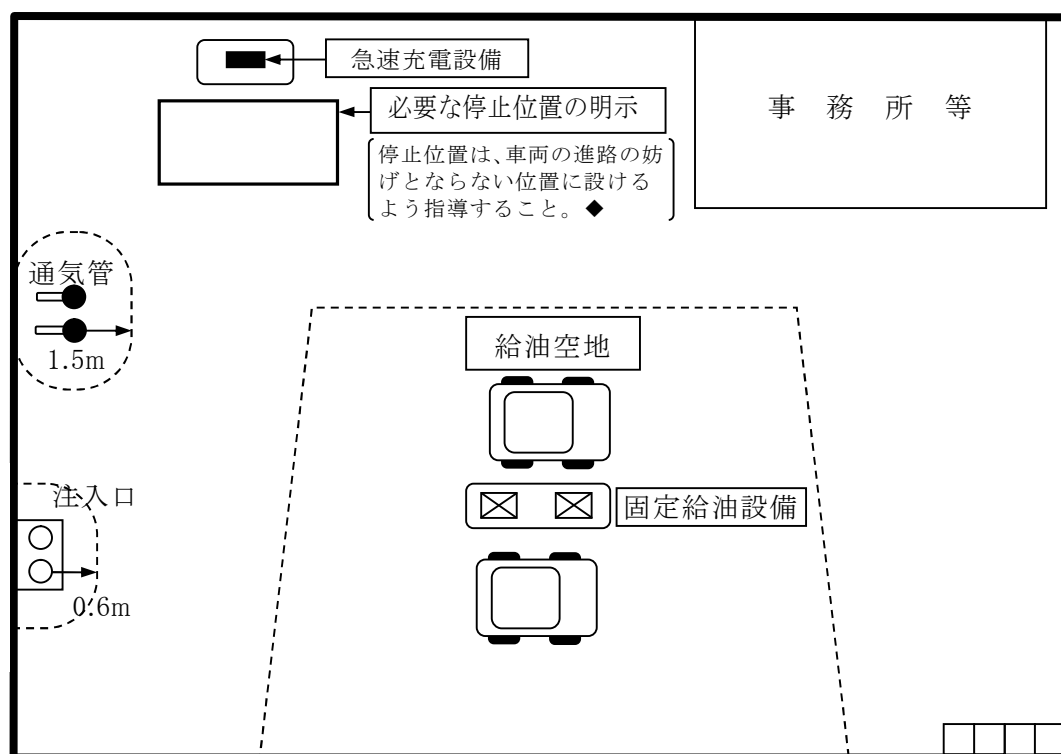 急速充電設備
事務所等
必要な停止位置の明示
停止位置は、車両の進路の妨
げとならない位置に設ける
よう指導すること。◆
通気管
1.5m
給油空地
注入口
固定給油設備
0.6m